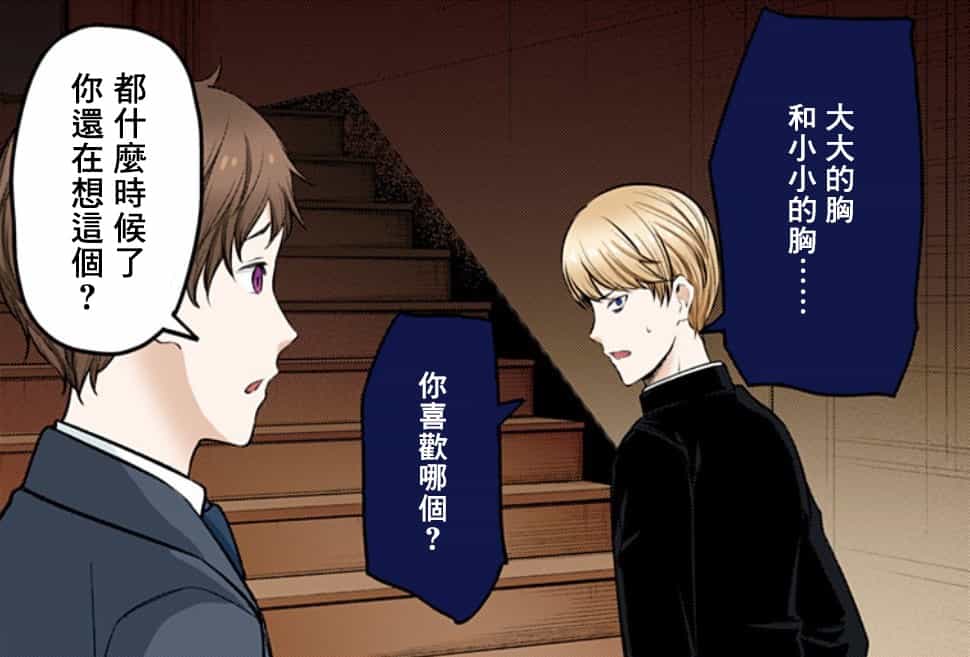 大大的胸
和小小的胸……
你喜歡哪個？
都什麼時候了
你還在想這個？